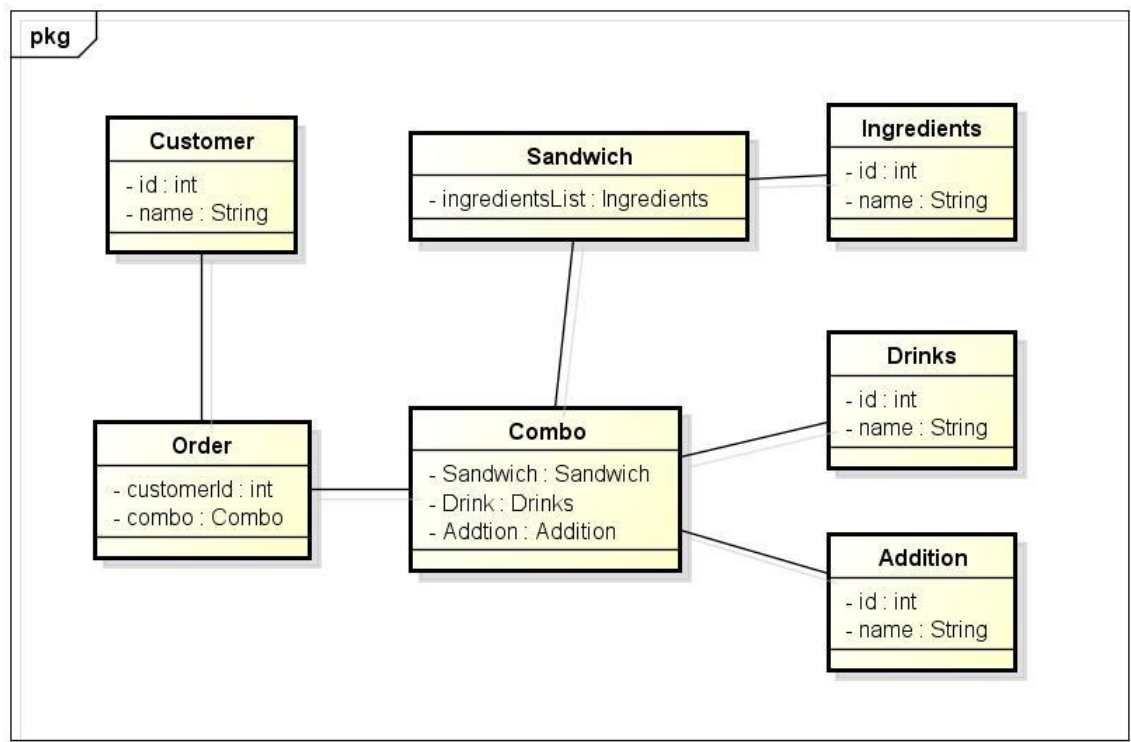 pkg
Customer
- id : int
- name : String
Sandwich
- ingredientsList : Ingredients
Ingredients
- id : int
- name : String
Drinks
- id : int
- name : String
Order
- customerId : int
- combo : Combo
Combo
- Sandwich : Sandwich
- Drink : Drinks
- Addtion : Addition
Addition
- id : int
- name : String